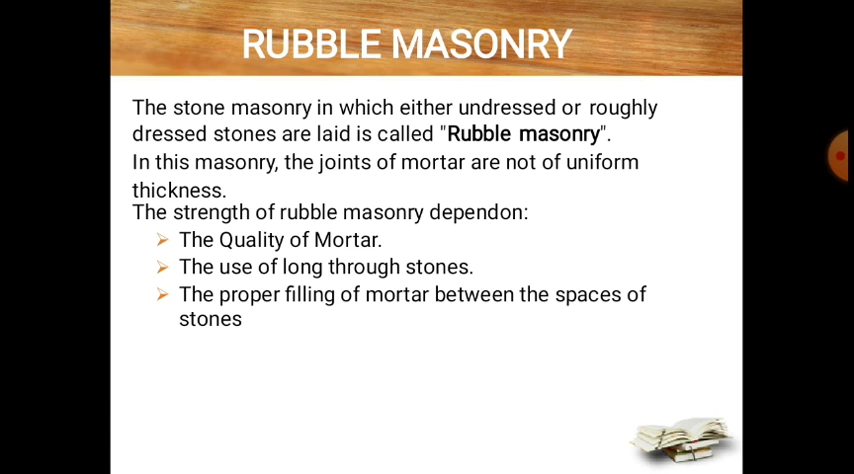 RUBBLE MASONRY
The stone masonry in which either undressed or roughly
dressed stones are laid is called "Rubble masonry".
In this masonry, the joints of mortar are not of uniform
thickness.
The strength of rubble masonry dependon:
➢ The Quality of Mortar.
➢ The use of long through stones.
➢ The proper filling of mortar between the spaces of
stones